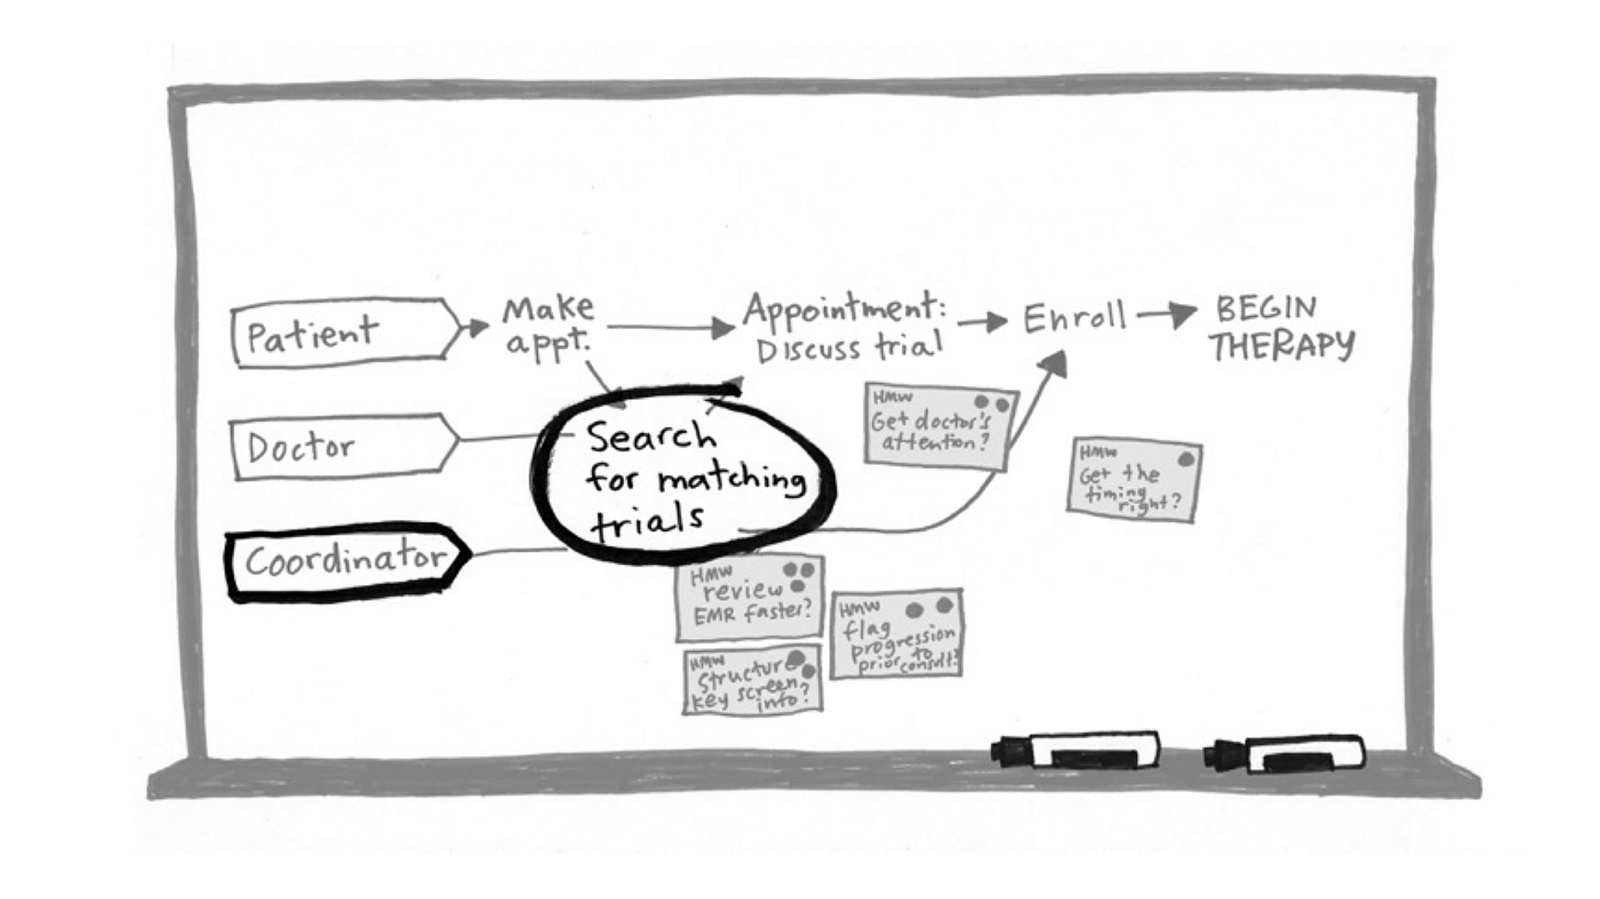 Patient
Make
appt.
Appointment:
Discuss trial
Enroll
BEGIN
THERAPY
Doctor
Search
for matching
trials
HMW
Get doctor's
attention?
HMW
Get the
timing
right?
Coordinator
HMW
review
EMR faster?
HMW
flag
progression
prior to
consult?
HMW
Structure
key screen
info?